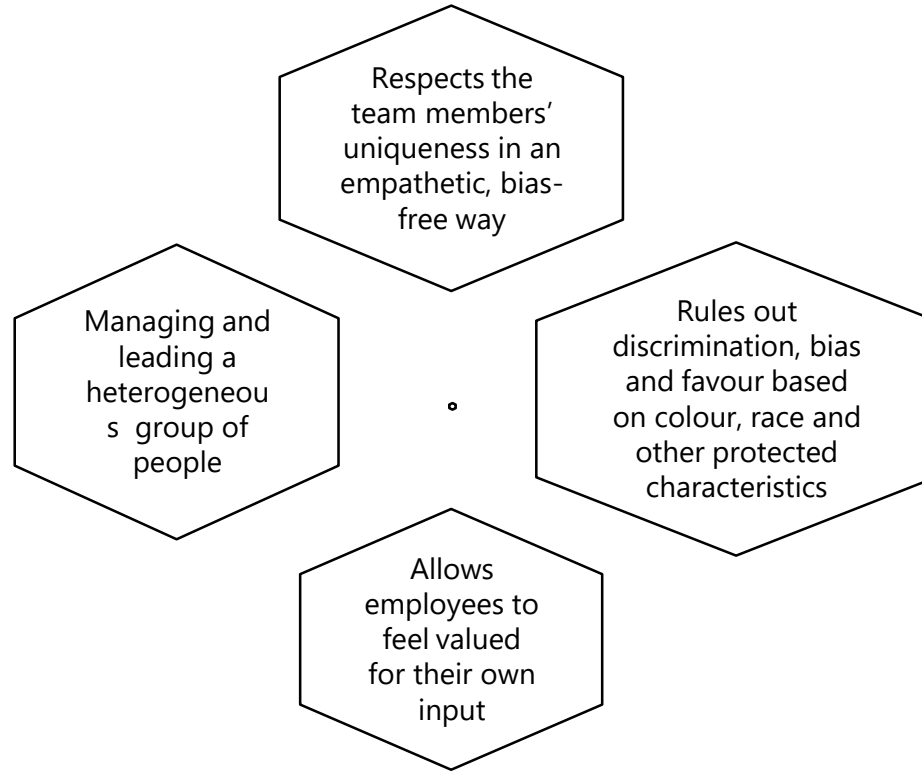 Respects the
team members’
uniqueness in an
empathetic, bias-
free way
Managing and
leading a
heterogeneou
s  group of
people
Rules out
discrimination, bias
and favour based
on colour, race and
other protected
characteristics
Allows
employees to
feel valued
for their own
input